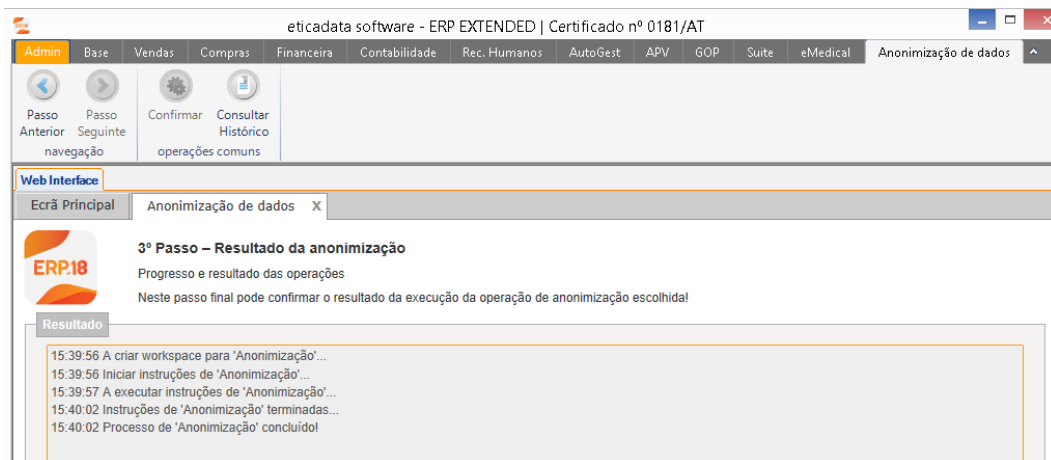 eticadata software - ERP EXTENDED | Certificado nº 0181/AT
Admin Base Vendas Compras Financeira Contabilidade Rec. Humanos AutoGest APV GOP Suite eMedical Anonimização de dados
Passo Anterior Passo Seguinte Confirmar Consultar Histórico
navegação operações comuns
Web Interface
Ecrã Principal Anonimização de dados X
ERP.18
3º Passo – Resultado da anonimização
Progresso e resultado das operações
Neste passo final pode confirmar o resultado da execução da operação de anonimização escolhida!
Resultado
15:39:56 A criar workspace para 'Anonimização'...
15:39:56 Iniciar instruções de 'Anonimização'...
15:39:57 A executar instruções de 'Anonimização'...
15:40:02 Instruções de 'Anonimização' terminadas...
15:40:02 Processo de 'Anonimização' concluído!